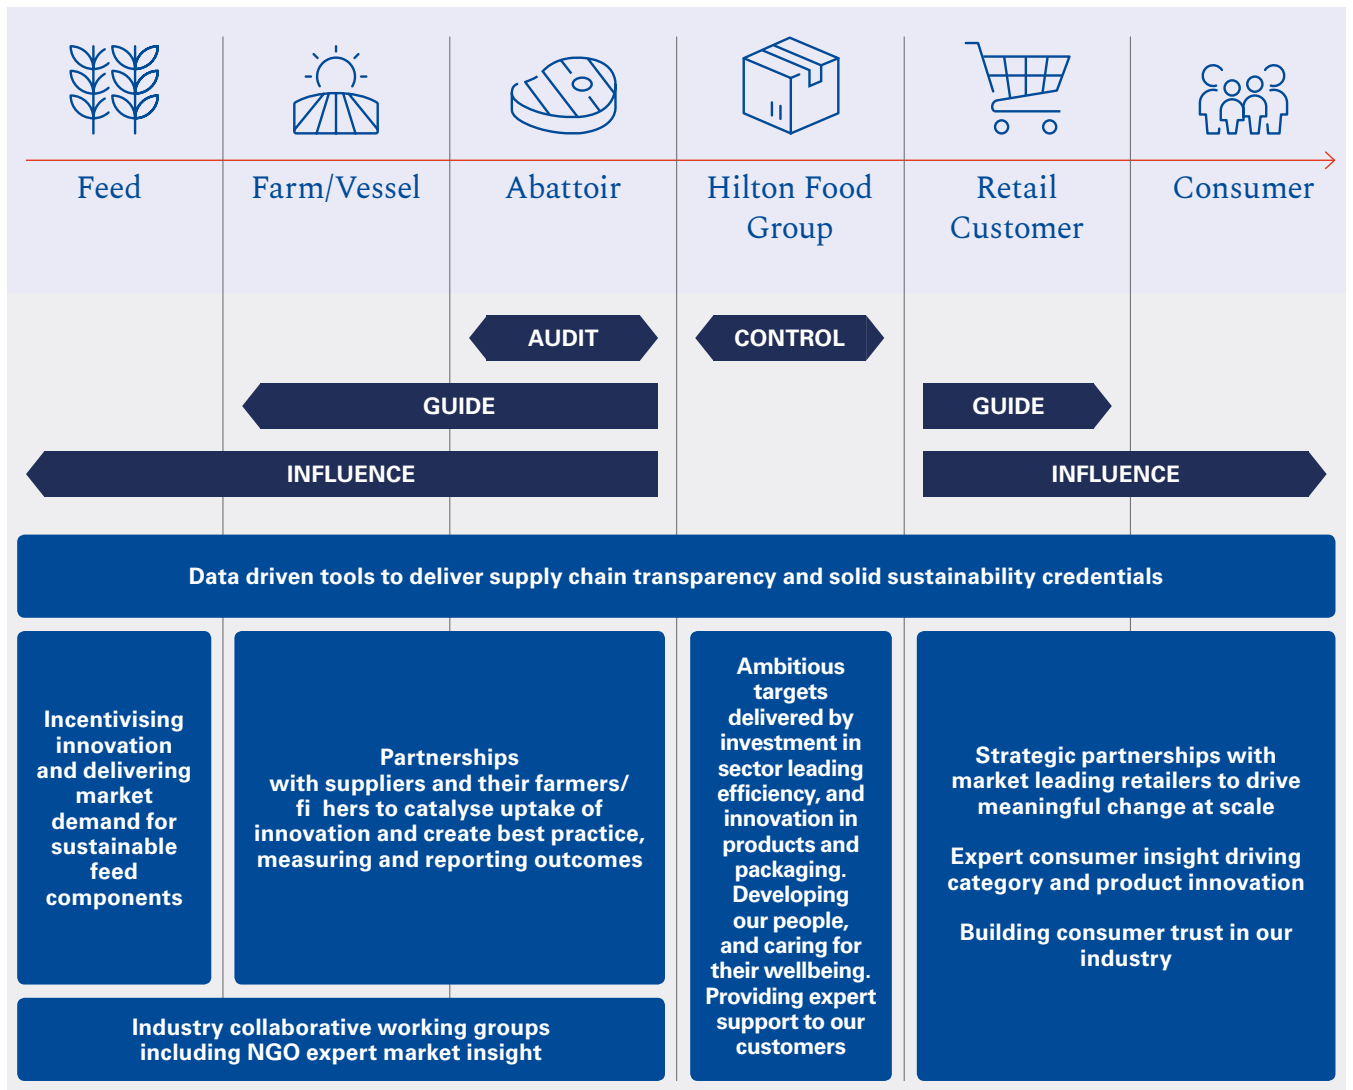 Feed
Farm/Vessel
Abattoir
Hilton Food
Group
Retail
Customer
Consumer
AUDIT
CONTROL
GUIDE
GUIDE
INFLUENCE
INFLUENCE
Data driven tools to deliver supply chain transparency and solid sustainability credentials
Incentivising
innovation
and delivering
market
demand for
sustainable
feed
components
Partnerships
with suppliers and their farmers/
fi hers to catalyse uptake of
innovation and create best practice,
measuring and reporting outcomes
Ambitious
targets
delivered by
investment in
sector leading
efficiency, and
innovation in
products and
packaging.
Developing
our people,
and caring for
their wellbeing.
Providing expert
support to our
customers
Strategic partnerships with
market leading retailers to drive
meaningful change at scale
Expert consumer insight driving
category and product innovation
Building consumer trust in our
industry
Industry collaborative working groups
including NGO expert market insight